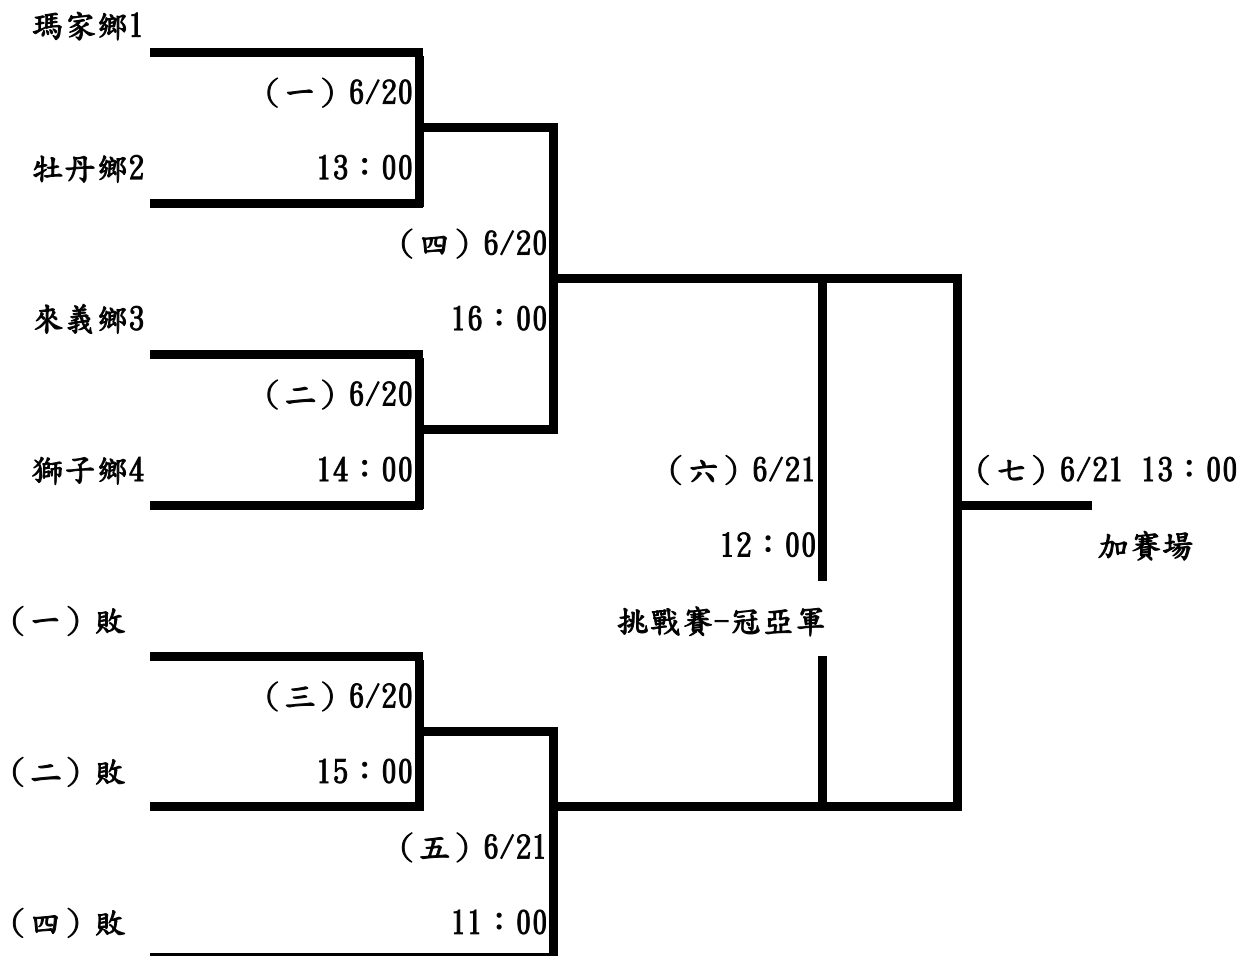 瑪家鄉1
（一）6/20
牡丹鄉2
13：00
（四）6/20
來義鄉3
16：00
（二）6/20
獅子鄉4
14：00
（六）6/21
（七）6/21 13：00
12：00
加賽場
（一）敗
挑戰賽-冠亞軍
（三）6/20
（二）敗
15：00
（五）6/21
（四）敗
11：00